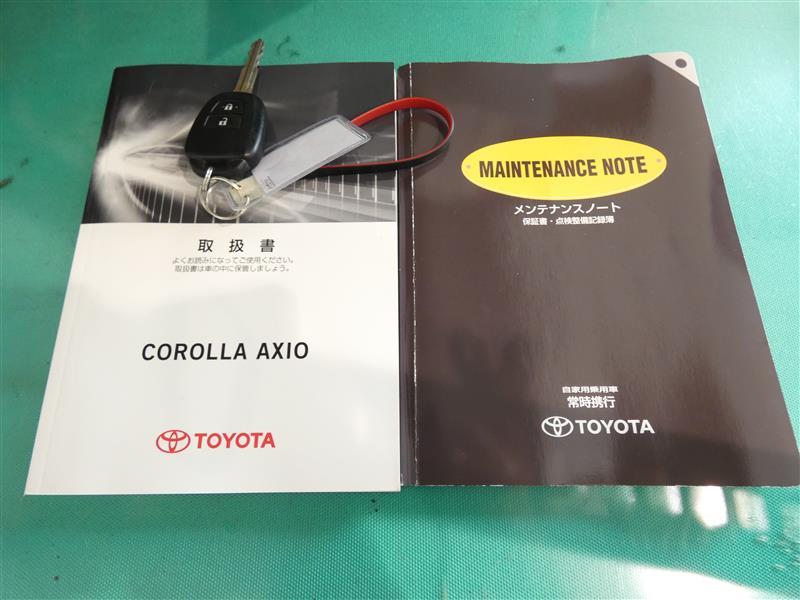 取扱書
よくお読みになってご使用ください。
取扱書は車の中に保管しましょう。
COROLLA AXIO
TOYOTA
MAINTENANCE NOTE
メンテナンスノート
保証書・点検整備記録簿
自家用乗用車
常時携行
TOYOTA